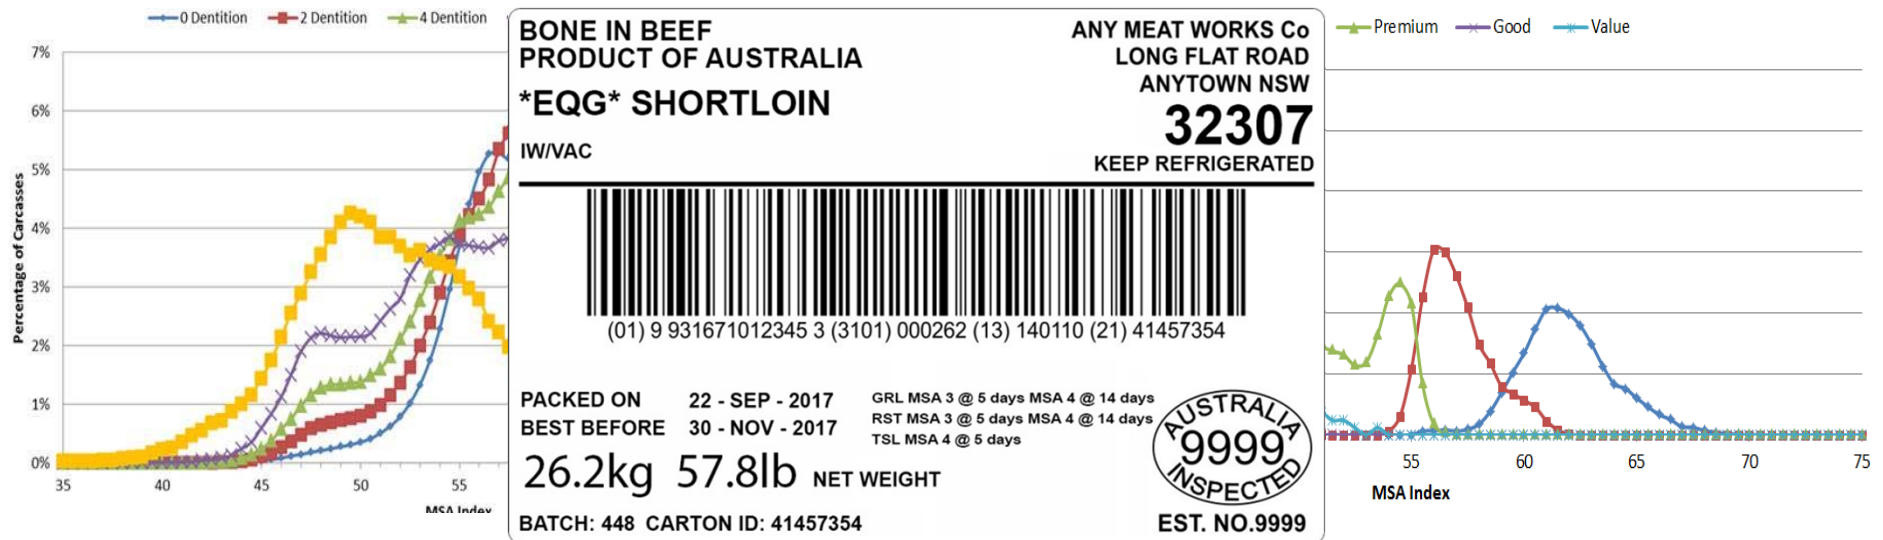 0 Dentition 2 Dentition 4 Dentition
7%
6%
5%
4%
3%
2%
1%
0%
Percentage of Carcasses
35 40 45 50 55
MSA Index
BONE IN BEEF
PRODUCT OF AUSTRALIA
*EQG* SHORTLOIN
IW/VAC
ANY MEAT WORKS Co
LONG FLAT ROAD
ANYTOWN NSW
32307
KEEP REFRIGERATED
(01) 9 9316710 12345 3 (3101) 000262 (13) 140110 (21) 41457354
PACKED ON 22 - SEP - 2017
BEST BEFORE 30 - NOV - 2017
GRL MSA 3 @ 5 days MSA 4 @ 14 days
RST MSA 3 @ 5 days MSA 4 @ 14 days
TSL MSA 4 @ 5 days
26.2kg 57.8lb NET WEIGHT
BATCH: 448 CARTON ID: 41457354
AUSTRALIA
9999
INSPECTED
EST. NO.9999
Premium Good Value
55 60 65 70 75
MSA Index